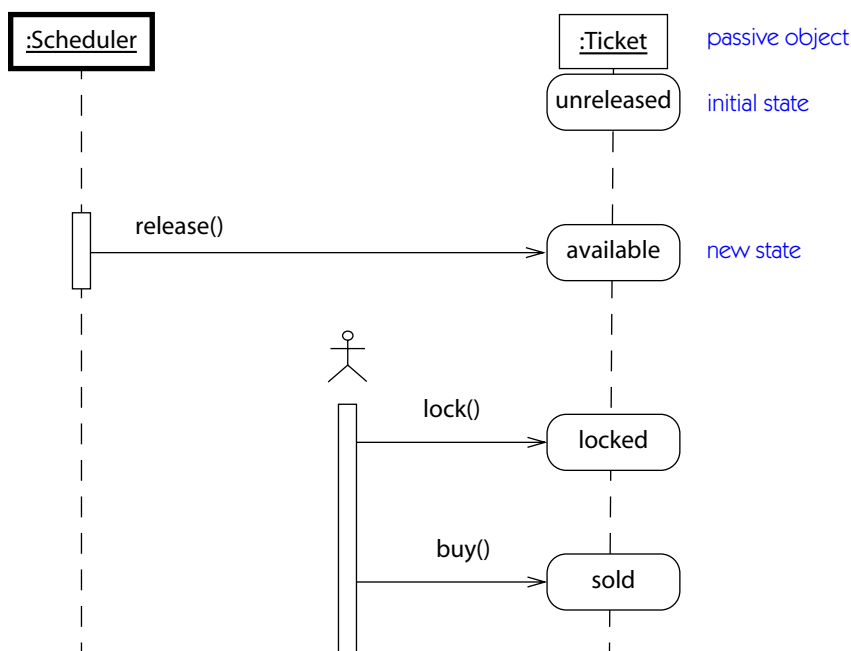 :Scheduler
:Ticket
passive object
unreleased
initial state
release()
available
new state
lock()
locked
buy()
sold